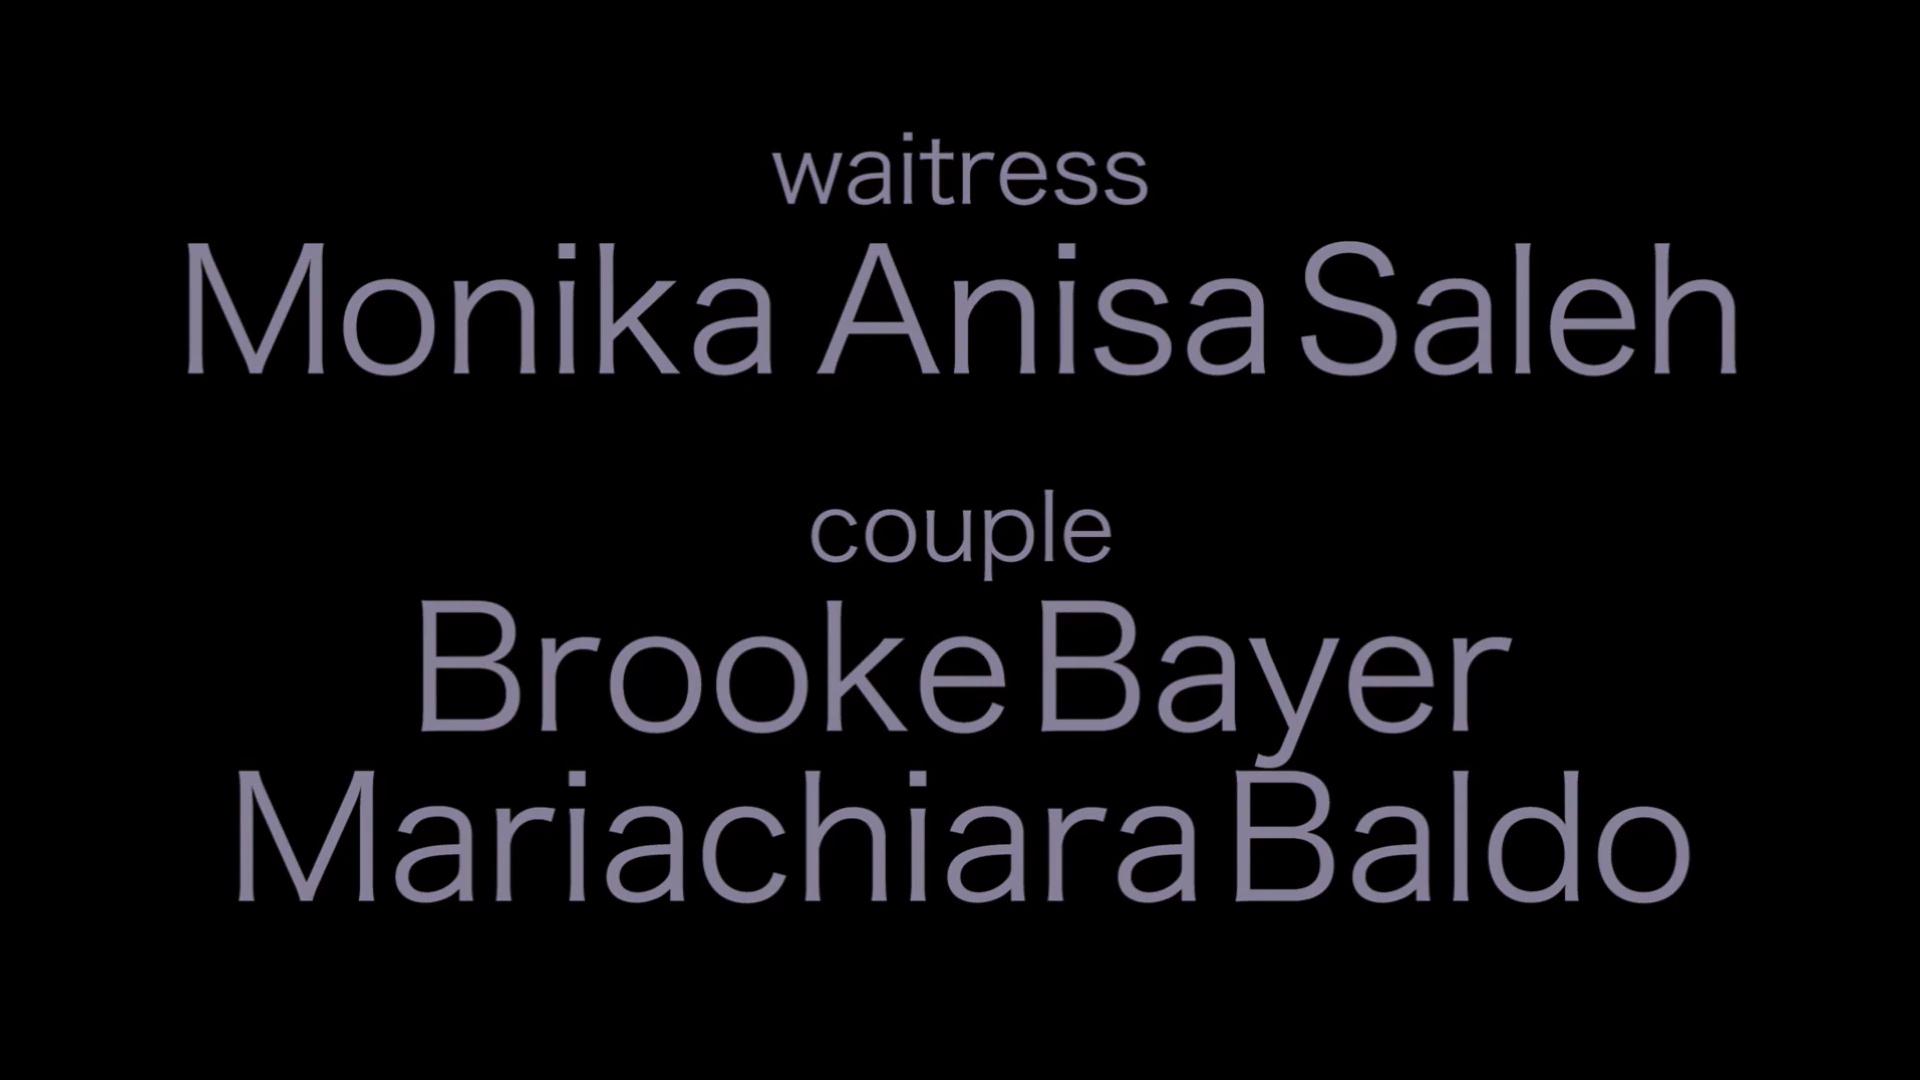 waitress
Monika Anisa Saleh
couple
Brooke Bayer
Mariachiara Baldo